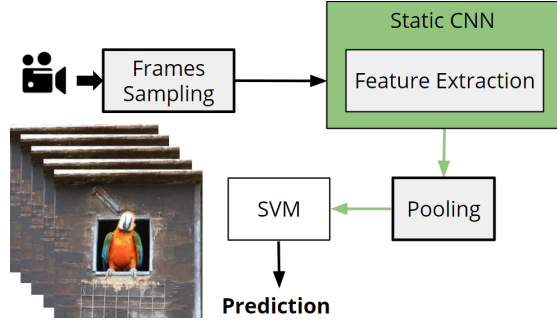 Static CNN
Frames
Sampling
Feature Extraction
SVM
Pooling
Prediction